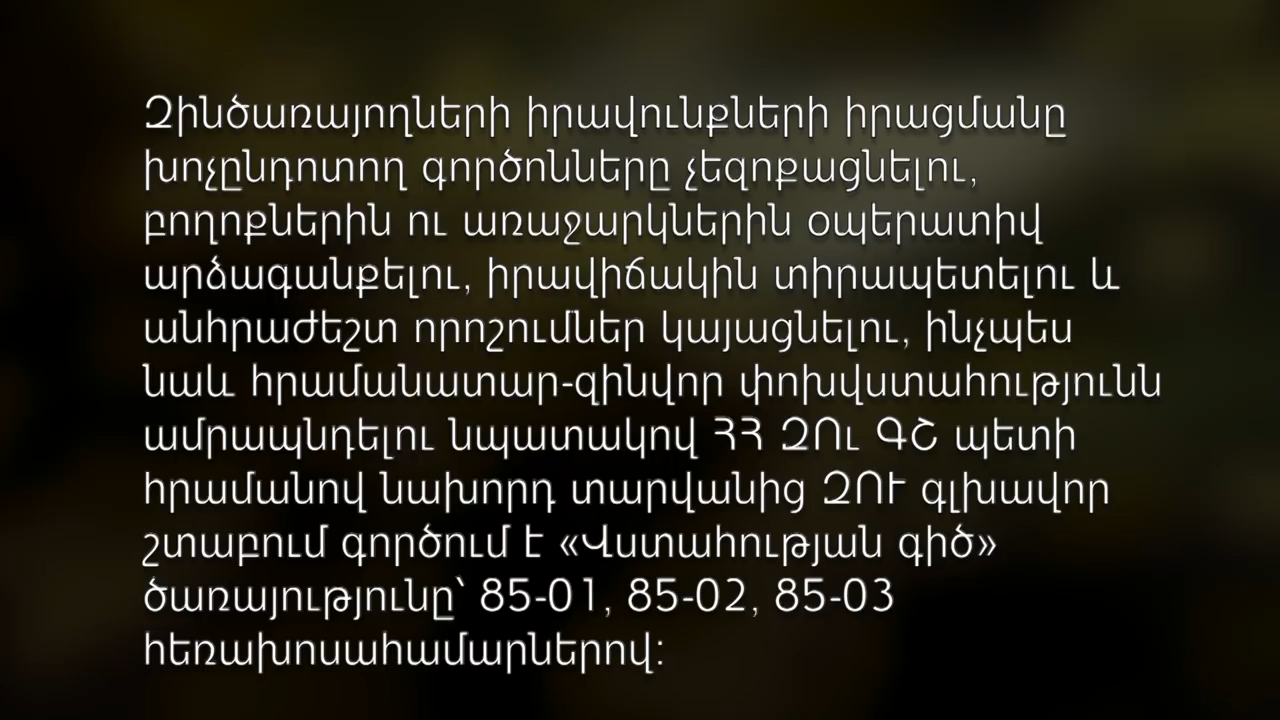 Զինծառայողների իրավունքների իրացմանը
խոչընդոտող գործոնները չեզոքացնելու,
բողոքներին ու առաջարկներին օպերատիվ
արձագանքելու, իրավիճակին տիրապետելու և
անհրաժեշտ որոշումներ կայացնելու, ինչպես
նաև հրամանատար-զինվոր փոխվստահությունն
ամրապնդելու նպատակով ՀՀ ԶՈւ ԳՇ պետի
հրամանով նախորդ տարվանից ԶՈՒ գլխավոր
շտաբում գործում է «Վստահության գիծ»
ծառայությունը՝ 85-01, 85-02, 85-03
հեռախոսահամարներով: